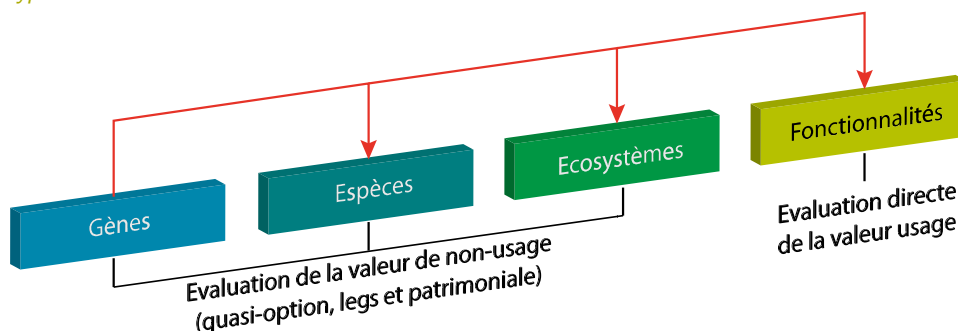 Gènes
Espèces
Ecosystèmes
Fonctionnalités
Evaluation de la valeur de non-usage
(quasi-option, legs et patrimoniale)
Evaluation directe
de la valeur usage